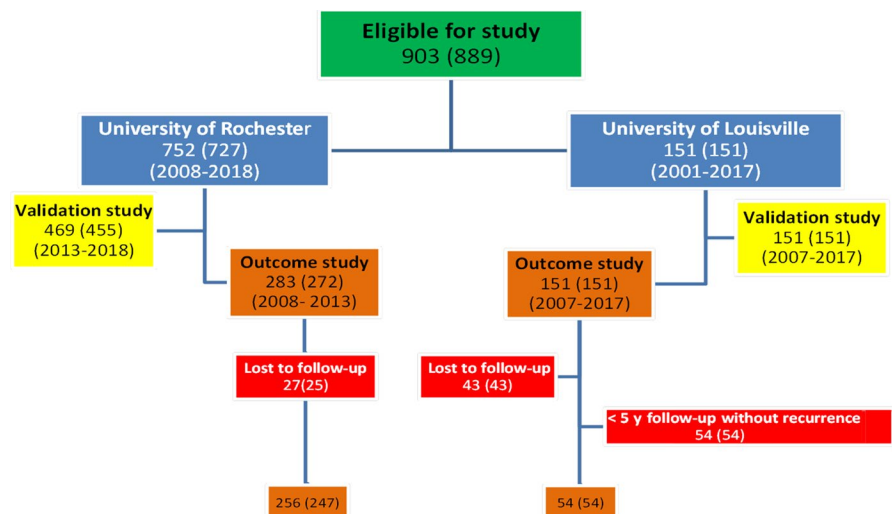 Eligible for study
903 (889)
University of Rochester
752 (727)
(2008-2018)
University of Louisville
151 (151)
(2001-2017)
Validation study
469 (455)
(2013-2018)
Validation study
151 (151)
(2007-2017)
Outcome study
283 (272)
(2008- 2013)
Outcome study
151 (151)
(2007-2017)
Lost to follow-up
27(25)
Lost to follow-up
43 (43)
< 5 y follow-up without recurrence
54 (54)
256 (247)
54 (54)